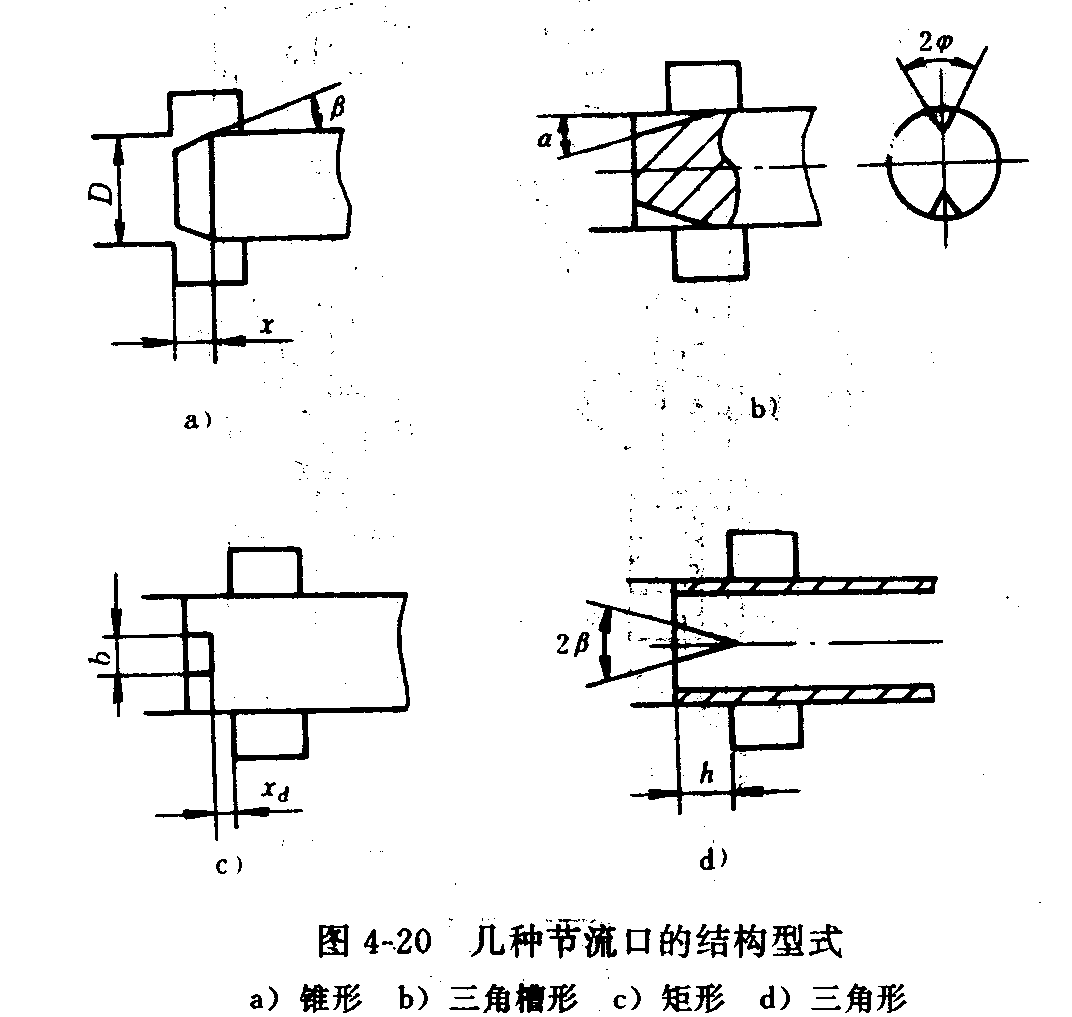 2φ
β
α
D
x
a)
b)
b
2β
x_d
h
c)
d)
图 4-20 几种节流口的结构型式
a) 锥形 b) 三角槽形 c) 矩形 d) 三角形